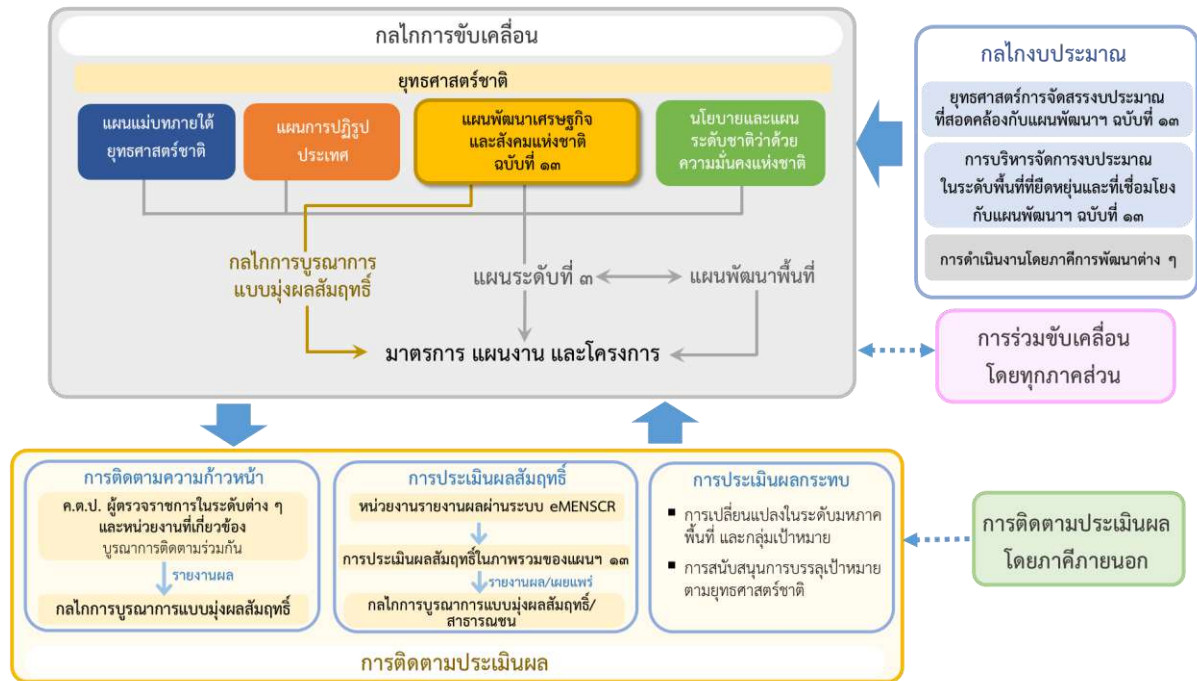 กลไกการขับเคลื่อน
ยุทธศาสตร์ชาติ
แผนแม่บทภายใต้
ยุทธศาสตร์ชาติ
แผนการปฏิรูป
ประเทศ
แผนพัฒนาเศรษฐกิจ
และสังคมแห่งชาติ
ฉบับที่ ๑๓
นโยบายและแผน
ระดับชาติว่าด้วย
ความมั่นคงแห่งชาติ
กลไกการบูรณาการ
แบบมุ่งผลสัมฤทธิ์
แผนระดับที่ ๓
แผนพัฒนาพื้นที่
มาตรการ แผนงาน และโครงการ
กลไกงบประมาณ
ยุทธศาสตร์การจัดสรรงบประมาณ
ที่สอดคล้องกับแผนพัฒนาฯ ฉบับที่ ๑๓
การบริหารจัดการงบประมาณ
ในระดับพื้นที่ที่ยืดหยุ่นและที่เชื่อมโยง
กับแผนพัฒนาฯ ฉบับที่ ๑๓
การดำเนินงานโดยภาคีการพัฒนาต่าง ๆ
การร่วมขับเคลื่อน
โดยทุกภาคส่วน
การติดตามความก้าวหน้า
ค.ต.ป. ผู้ตรวจราชการในระดับต่าง ๆ
และหน่วยงานที่เกี่ยวข้อง
บูรณาการติดตามร่วมกัน
รายงานผล
กลไกการบูรณาการแบบมุ่งผลสัมฤทธิ์
การประเมินผลสัมฤทธิ์
หน่วยงานรายงานผลผ่านระบบ eMENSCR
การประเมินผลสัมฤทธิ์ในภาพรวมของแผนฯ ๑๓
รายงานผล/เผยแพร่
กลไกการบูรณาการแบบมุ่งผลสัมฤทธิ์/
สาธารณชน
การประเมินผลกระทบ
▪ การเปลี่ยนแปลงในระดับมหภาค
พื้นที่ และกลุ่มเป้าหมาย
▪ การสนับสนุนการบรรลุเป้าหมาย
ตามยุทธศาสตร์ชาติ
การติดตามประเมินผล
การติดตามประเมินผล
โดยภาคีภายนอก